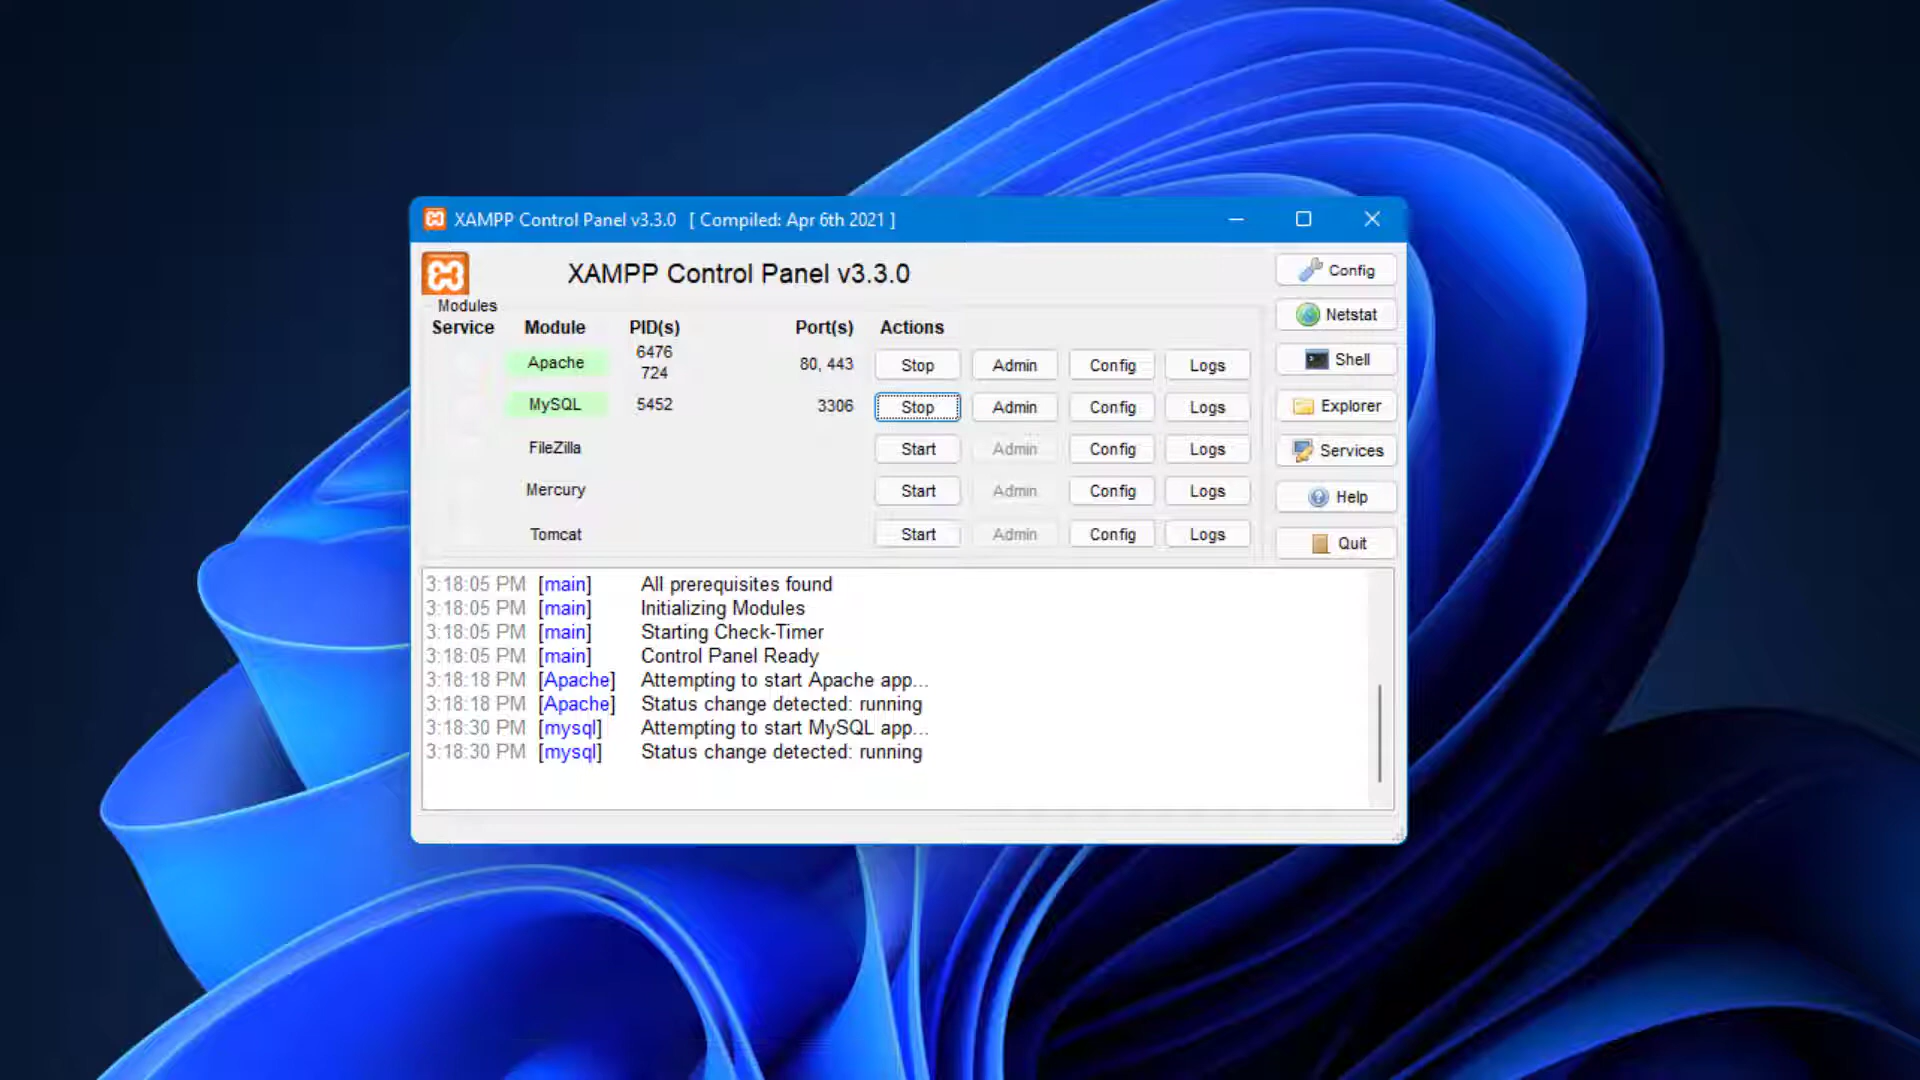 XAMPP Control Panel v3.3.0 [ Compiled: Apr 6th 2021 ]
XAMPP Control Panel v3.3.0
Config
Modules
Service Module PID(s) Port(s) Actions
Netstat
Apache 6476 724 80, 443 Stop Admin Config Logs
Shell
MySQL 5452 3306 Stop Admin Config Logs
Explorer
FileZilla Start Admin Config Logs
Services
Mercury Start Admin Config Logs
Help
Tomcat Start Admin Config Logs
Quit
3:18:05 PM [main] All prerequisites found
3:18:05 PM [main] Initializing Modules
3:18:05 PM [main] Starting Check-Timer
3:18:05 PM [main] Control Panel Ready
3:18:18 PM [Apache] Attempting to start Apache app...
3:18:18 PM [Apache] Status change detected: running
3:18:30 PM [mysql] Attempting to start MySQL app...
3:18:30 PM [mysql] Status change detected: running